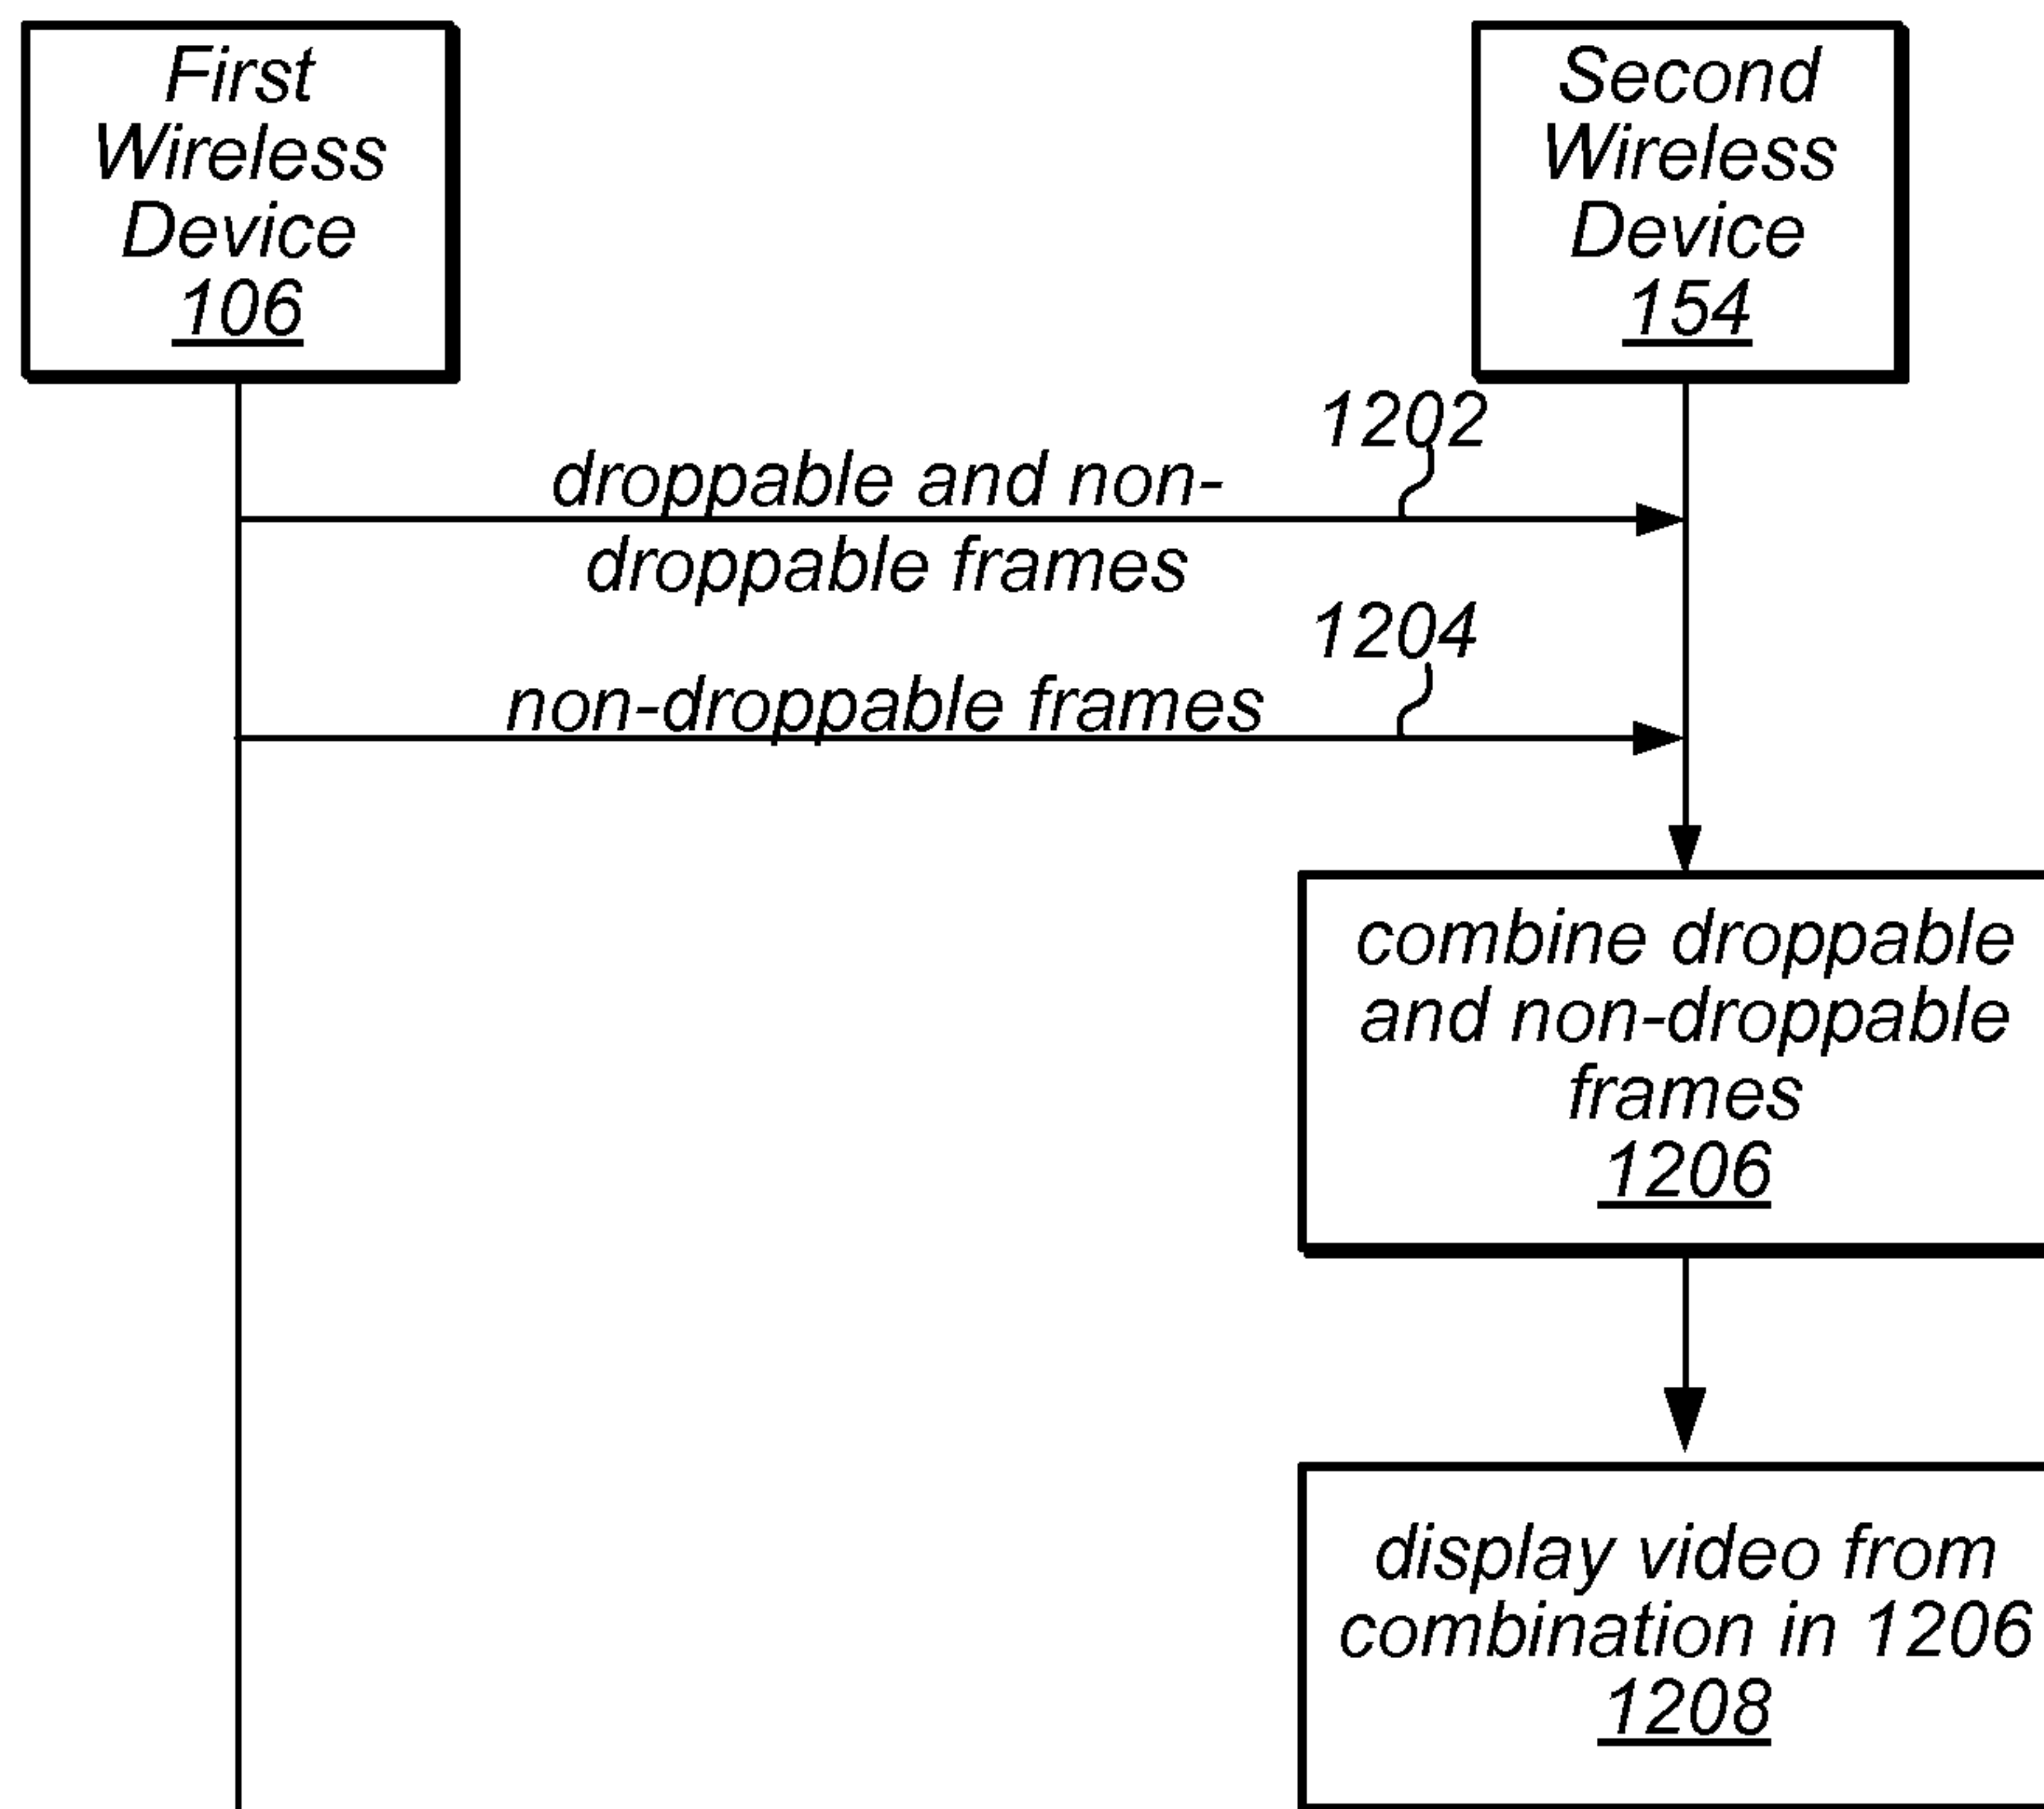 First
Wireless
Device
106
Second
Wireless
Device
154
1202
droppable and non-
droppable frames
1204
non-droppable frames
combine droppable
and non-droppable
frames
1206
display video from
combination in 1206
1208